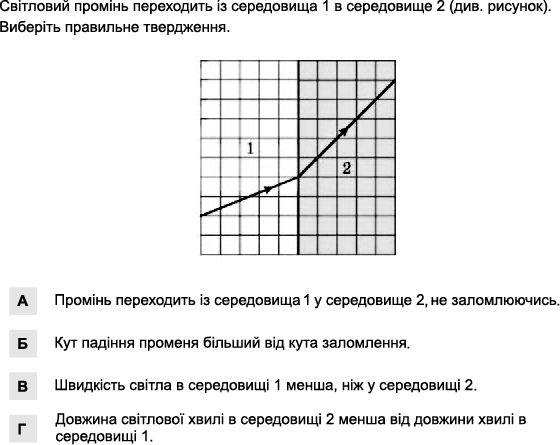 Світловий промінь переходить із середовища 1 в середовище 2 (див. рисунок).
Виберіть правильне твердження.
1
2
А Промінь переходить із середовища 1 у середовище 2, не заломлюючись.
Б Кут падіння променя більший від кута заломлення.
В Швидкість світла в середовищі 1 менша, ніж у середовищі 2.
Г Довжина світлової хвилі в середовищі 2 менша від довжини хвилі в
середовищі 1.